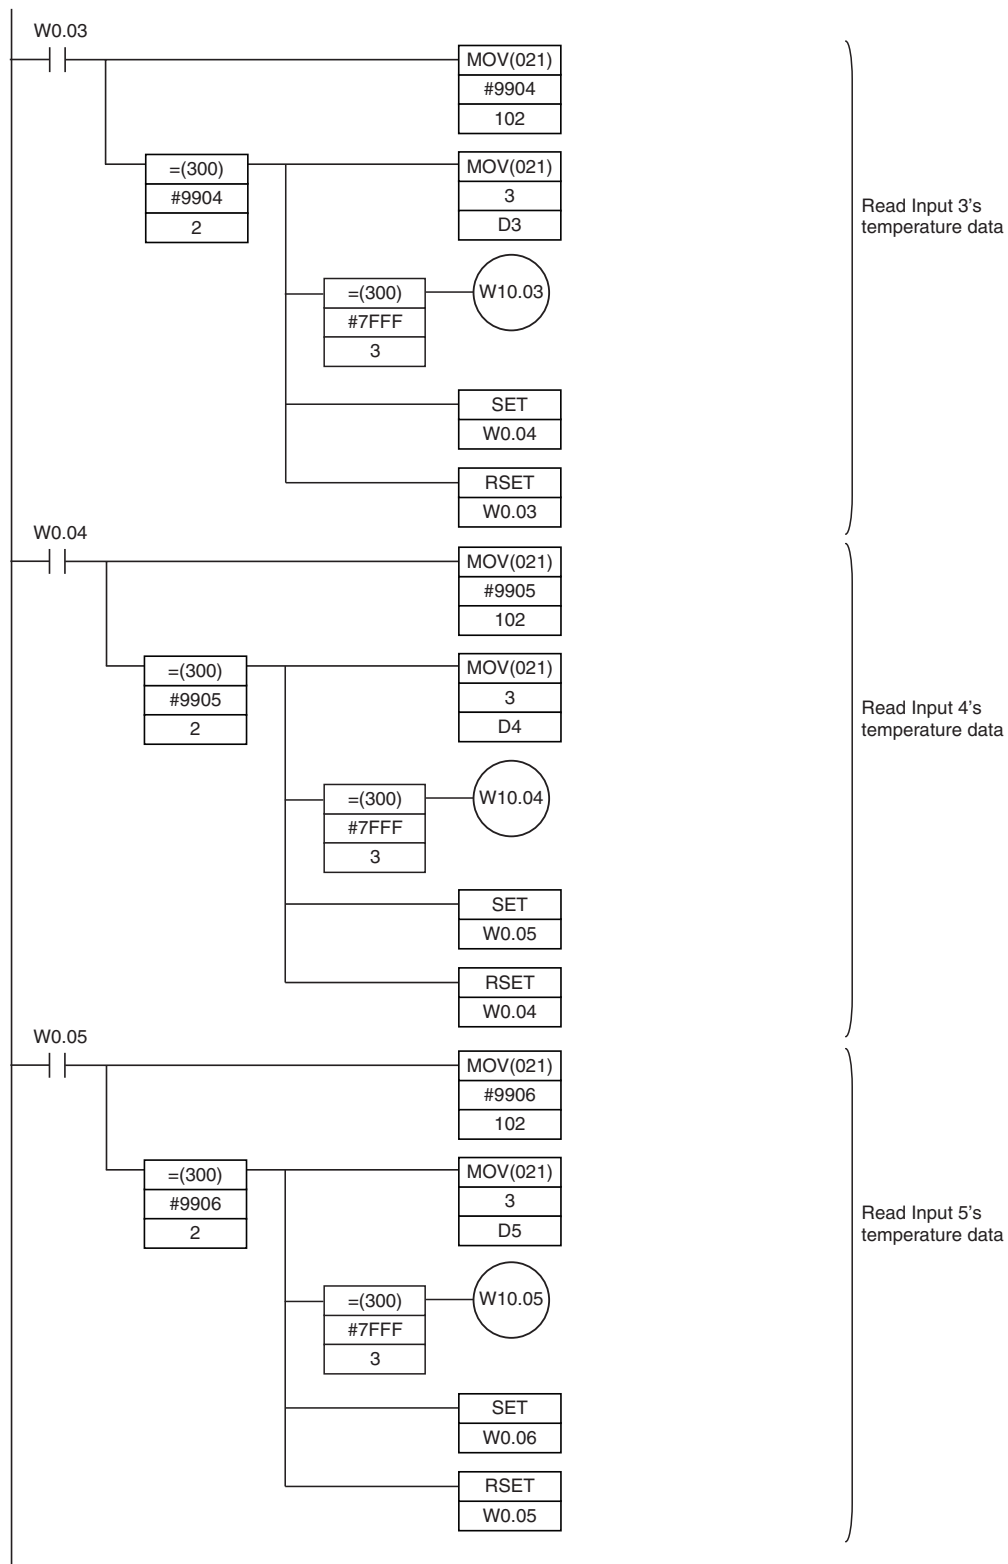 W0.03
MOV(021)
#9904
102
=(300)
#9904
2
MOV(021)
3
D3
Read Input 3's
temperature data
=(300)
#7FFF
3
W10.03
SET
W0.04
RSET
W0.03
W0.04
MOV(021)
#9905
102
=(300)
#9905
2
MOV(021)
3
D4
Read Input 4's
temperature data
=(300)
#7FFF
3
W10.04
SET
W0.05
RSET
W0.04
W0.05
MOV(021)
#9906
102
=(300)
#9906
2
MOV(021)
3
D5
Read Input 5's
temperature data
=(300)
#7FFF
3
W10.05
SET
W0.06
RSET
W0.05